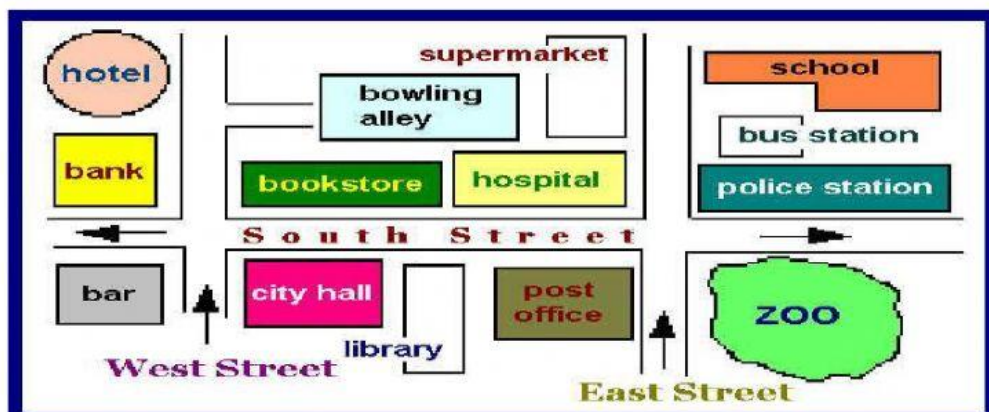 hotel
supermarket
school
bowling
alley
bus station
bank
bookstore
hospital
police station
South Street
bar
city hall
post
office
zoo
library
West Street
East Street